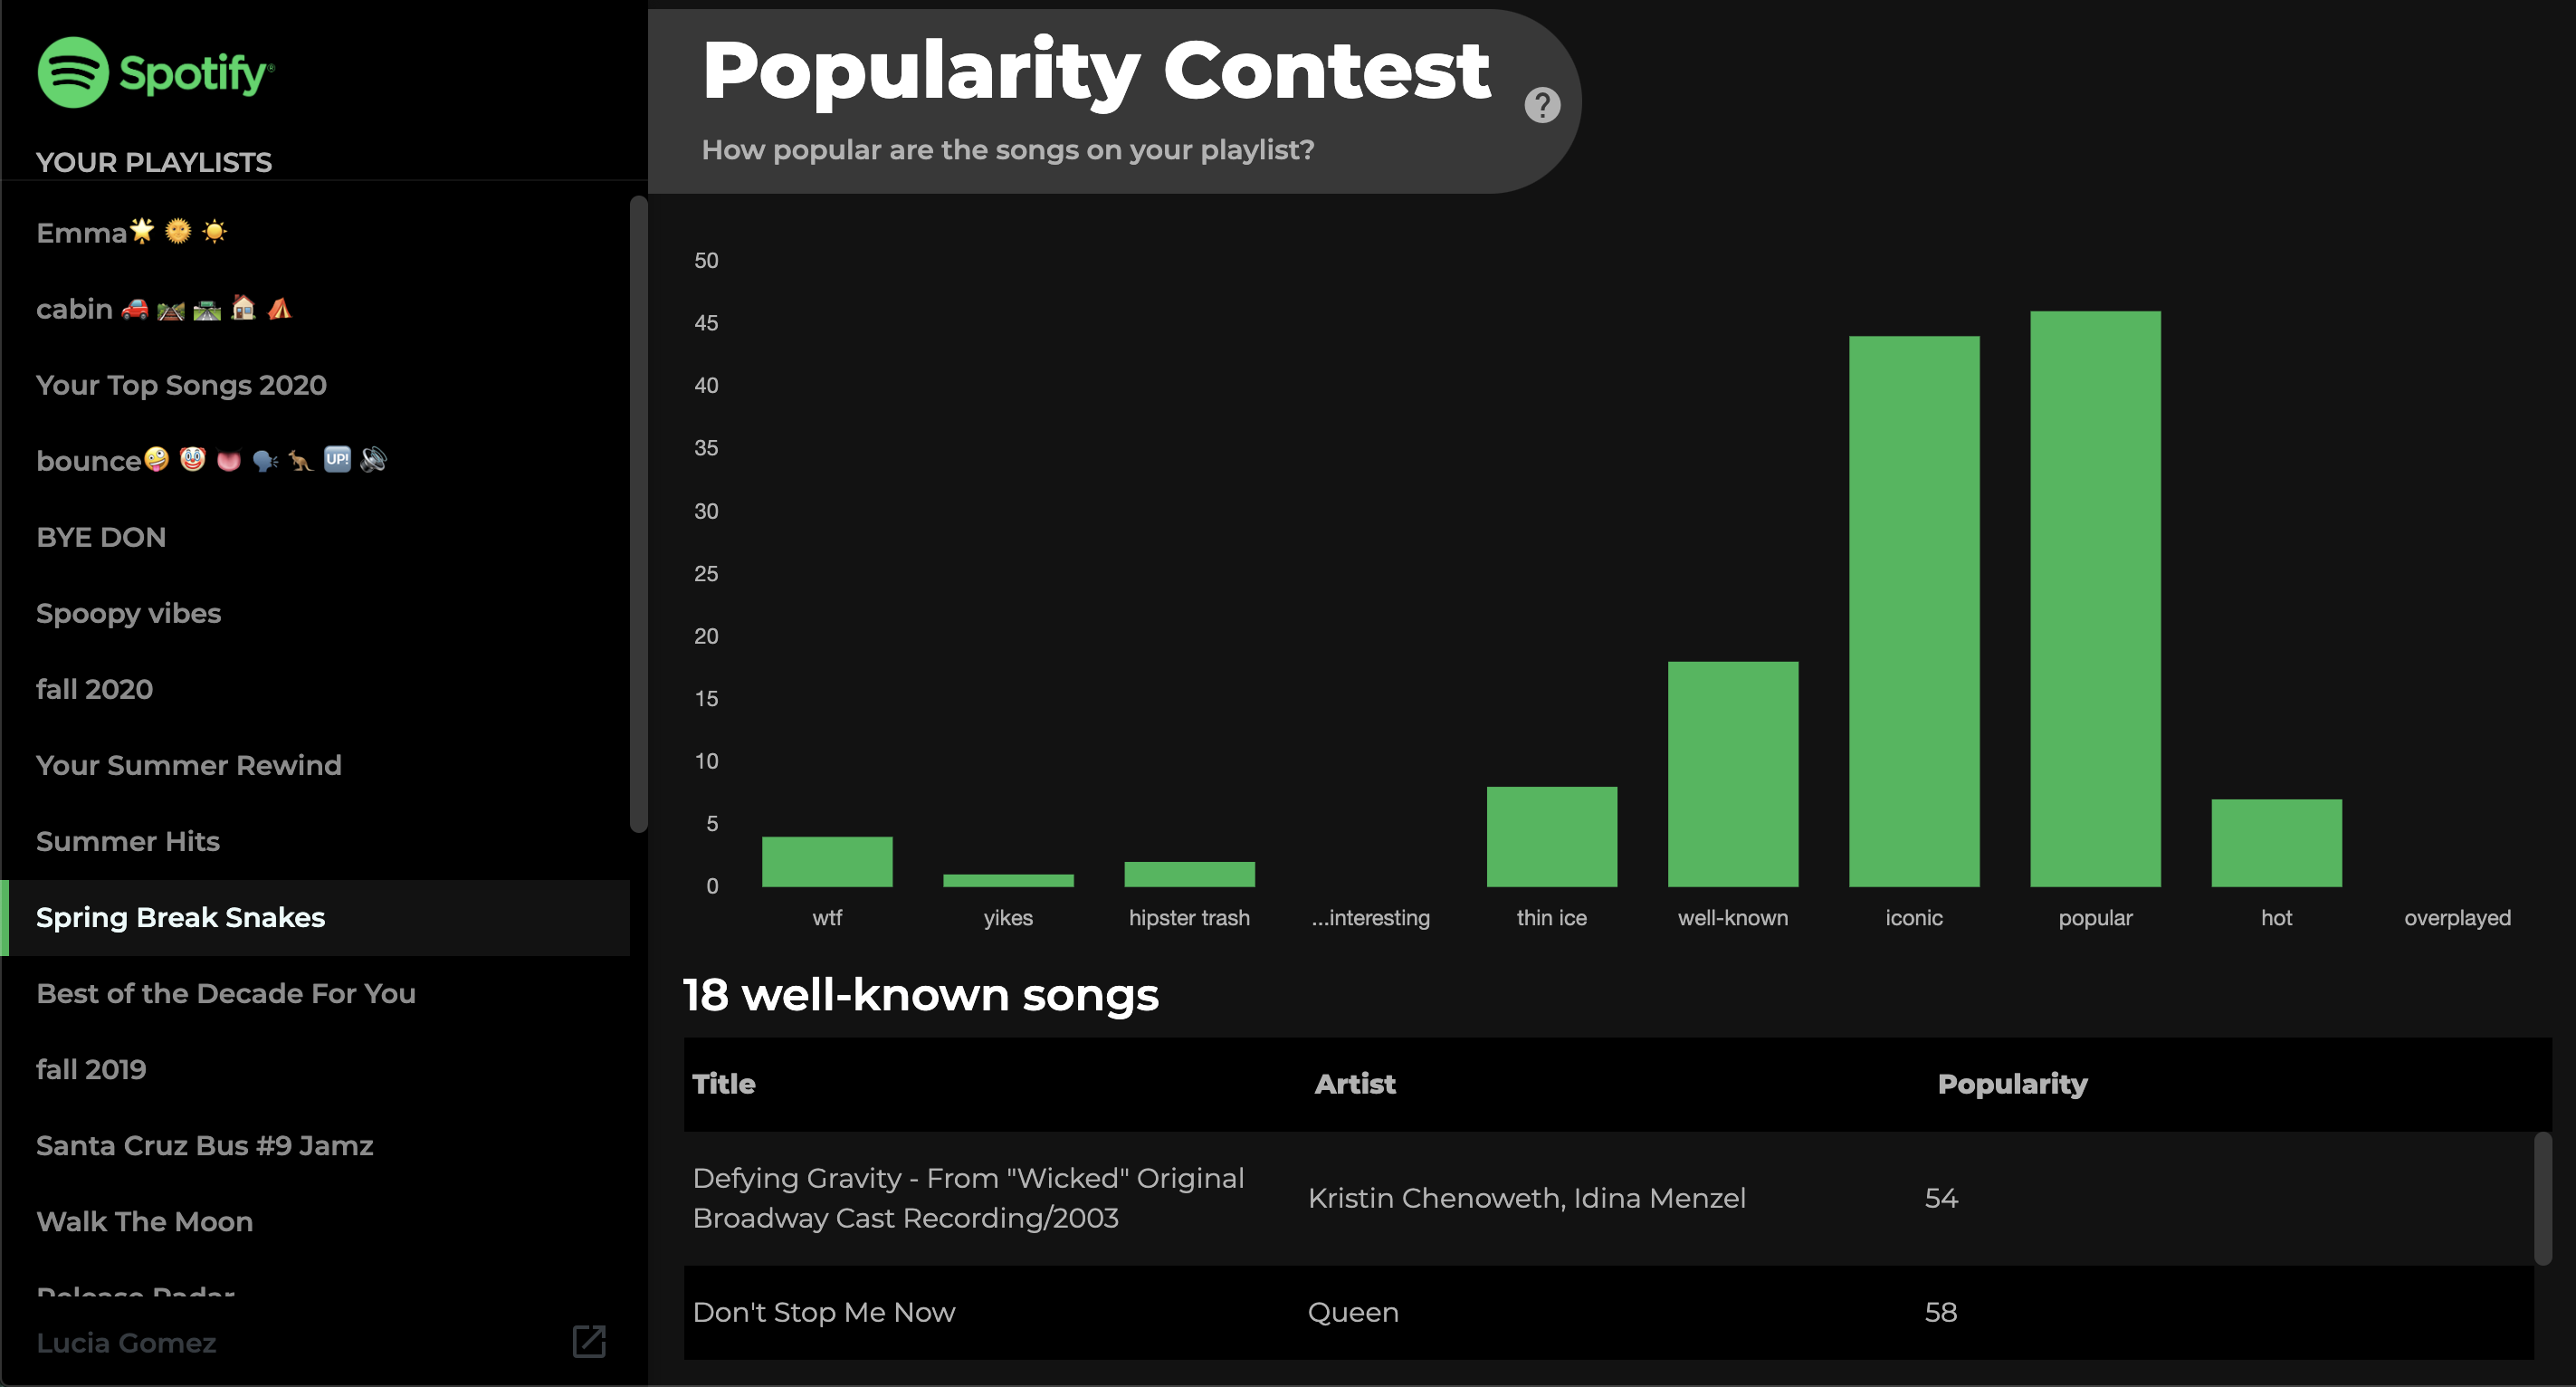 Spotify®
YOUR PLAYLISTS
Emma🌟 🌞 ☀️
cabin 🚗 🛤️ 🛣️ 🏠 ⛺
Your Top Songs 2020
bounce🤪 🤡 👅 🗣️ 🦘 🆙 🔊
BYE DON
Spoopy vibes
fall 2020
Your Summer Rewind
Summer Hits
Spring Break Snakes
Best of the Decade For You
fall 2019
Santa Cruz Bus #9 Jamz
Walk The Moon
Release Radar
Lucia Gomez
Popularity Contest
?
How popular are the songs on your playlist?
50
45
40
35
30
25
20
15
10
5
0
wtf yikes hipster trash ...interesting thin ice well-known iconic popular hot overplayed
18 well-known songs
Title Artist Popularity
Defying Gravity - From "Wicked" Original
Broadway Cast Recording/2003
Kristin Chenoweth, Idina Menzel 54
Don't Stop Me Now Queen 58